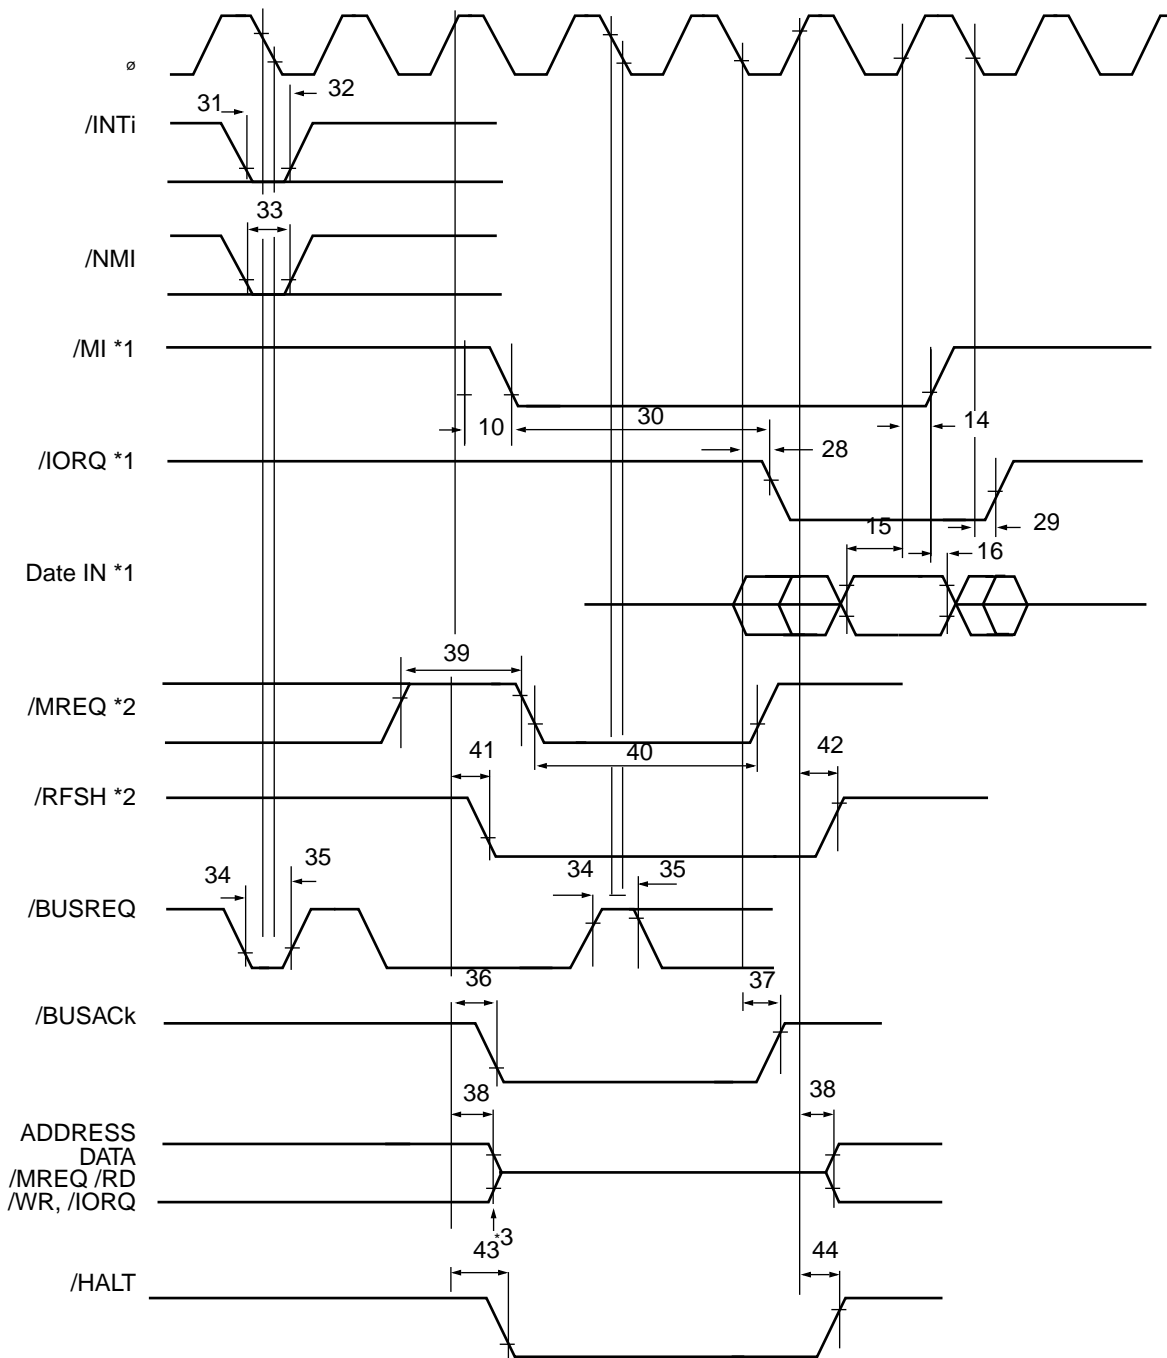 ø
31
32
/INTi
33
/NMI
/MI *1
10
30
14
28
/IORQ *1
15
29
16
Date IN *1
39
/MREQ *2
40
41
42
/RFSH *2
34
35
34
35
/BUSREQ
36
37
/BUSACk
38
38
ADDRESS
DATA
/MREQ /RD
/WR, /IORQ
*3
43
44
/HALT